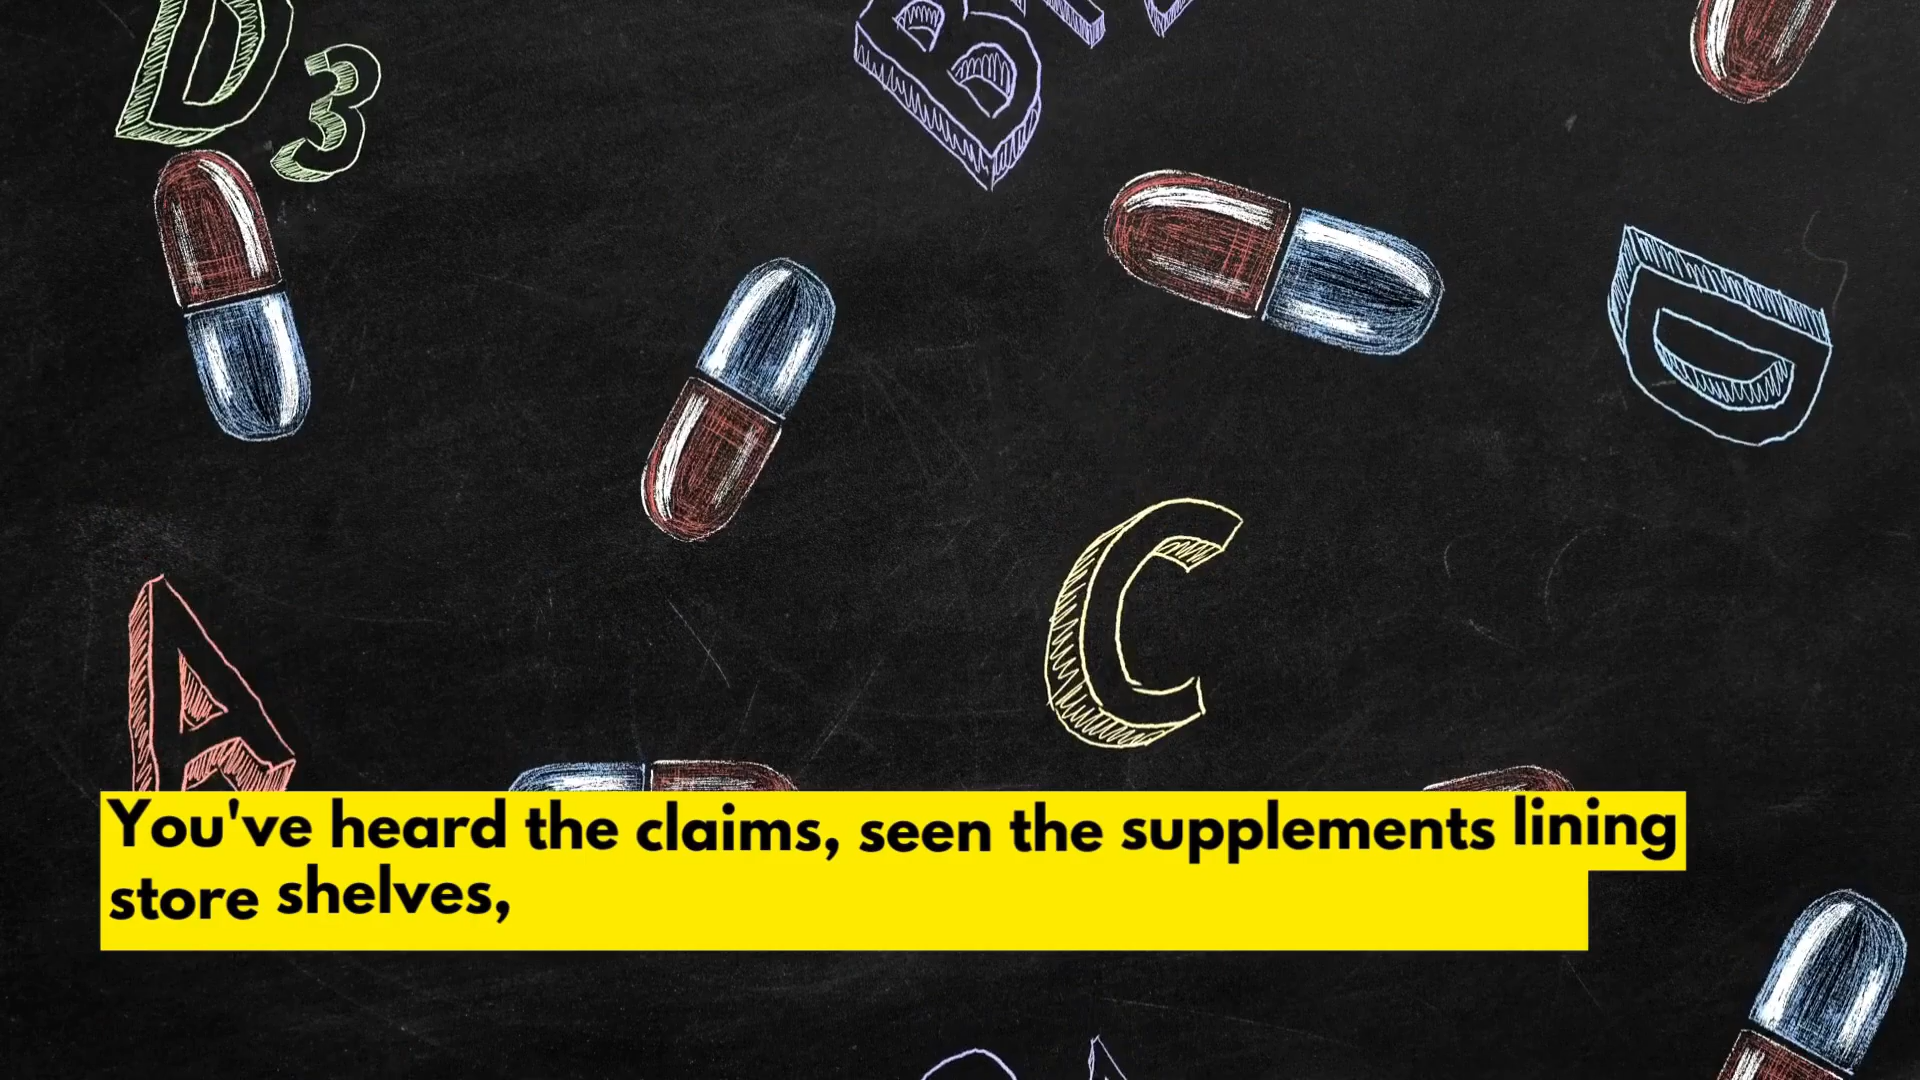 D3
B
D
C
A
You've heard the claims, seen the supplements lining
store shelves,